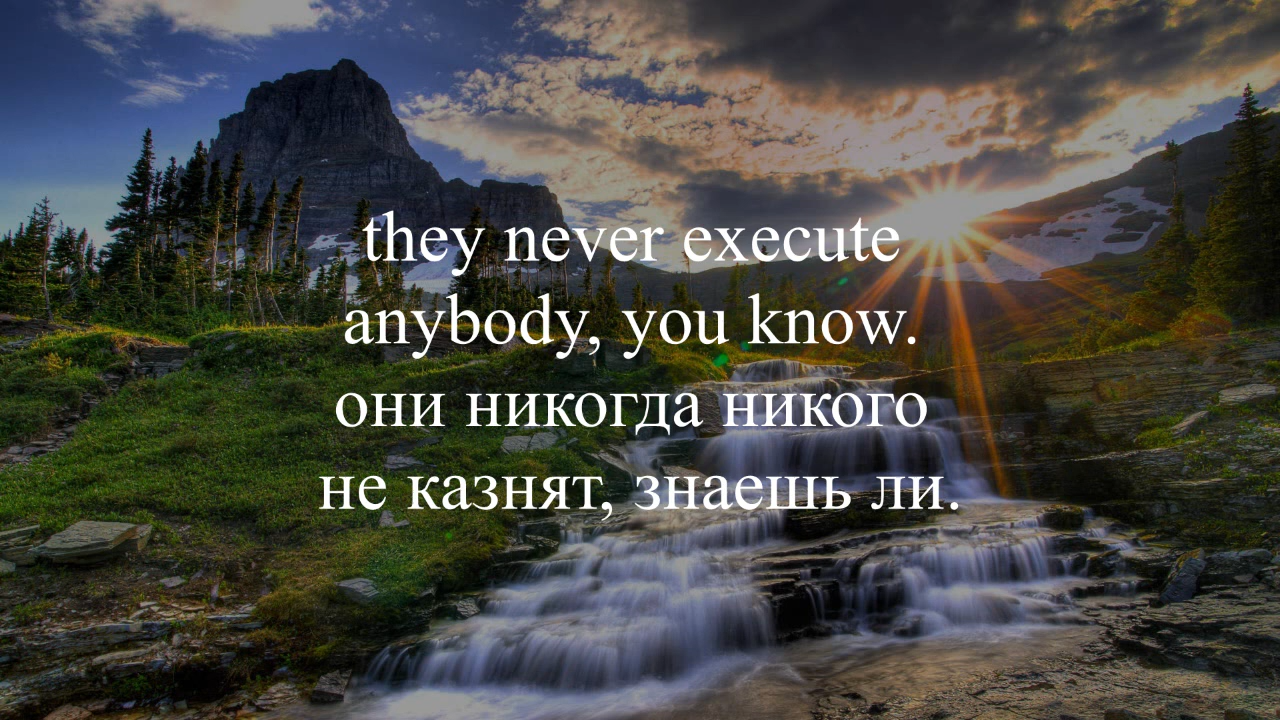 they never execute
anybody, you know.
они никогда никого
не казнят, знаешь ли.